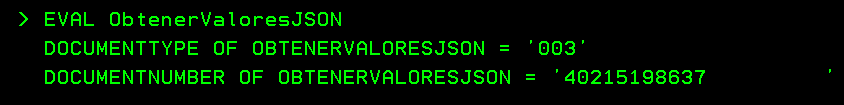 > EVAL ObtenerValoresJSON
DOCUMENTTYPE OF OBTENERVALORESJSON = '003'
DOCUMENTNUMBER OF OBTENERVALORESJSON = '40215198637         '